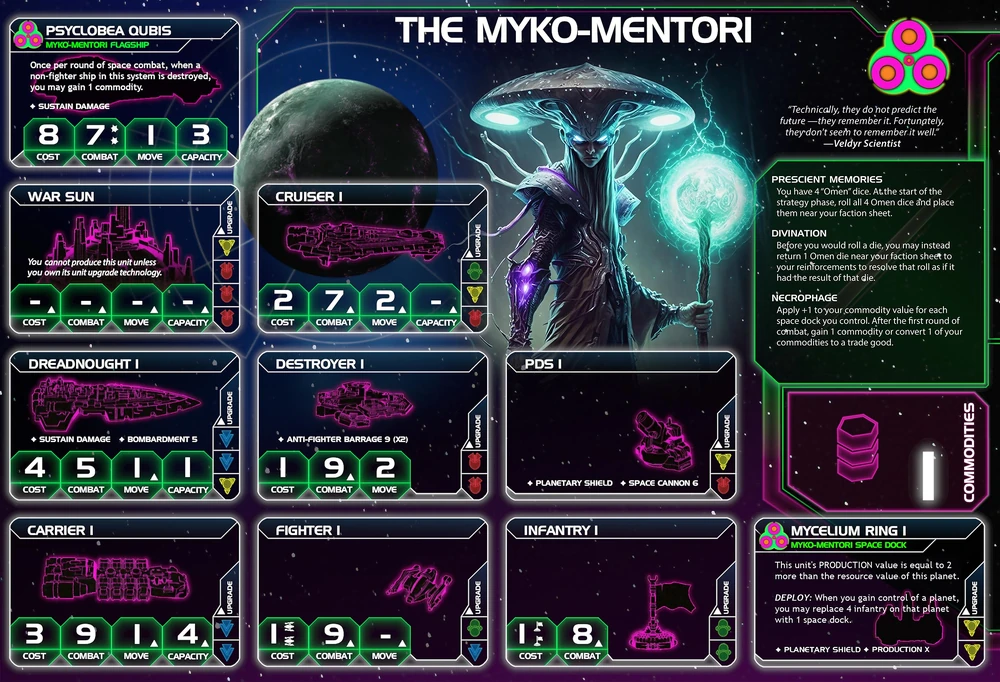 THE MYKO-MENTORI
PSYCLOBEA QUBIS
MYKO-MENTORI FLAGSHIP
Once per round of space combat, when a
non-fighter ship in this system is destroyed,
you may gain 1 commodity.
SUSTAIN DAMAGE
8 7 1 3
COST COMBAT MOVE CAPACITY
"Technically, they do not predict the
future —they remember it. Fortunately,
they don't seem to remember it well."
—Veldyr Scientist
PRESCIENT MEMORIES
You have 4 "Omen" dice. At the start of the
strategy phase, roll all 4 Omen dice and place
them near your faction sheet.
DIVINATION
Before you would roll a die, you may instead
return 1 Omen die near your faction sheet to
your reinforcements to resolve that roll as if it
had the result of that die.
NECROPHAGE
Apply +1 to your commodity value for each
space dock you control. After the first round of
combat, gain 1 commodity or convert 1 of your
commodities to a trade good.
WAR SUN
You cannot produce this unit unless
you own its unit upgrade technology.
UPGRADE
- - - -
COST COMBAT MOVE CAPACITY
CRUISER I
UPGRADE
2 7 2 -
COST COMBAT MOVE CAPACITY
DREADNOUGHT I
UPGRADE
SUSTAIN DAMAGE BOMBARDMENT 5
4 5 1 1
COST COMBAT MOVE CAPACITY
DESTROYER I
UPGRADE
ANTI-FIGHTER BARRAGE 9 (X2)
1 9 2
COST COMBAT MOVE
PDS I
UPGRADE
PLANETARY SHIELD SPACE CANNON 6
COMMODITIES
1
CARRIER I
UPGRADE
3 9 1 4
COST COMBAT MOVE CAPACITY
FIGHTER I
UPGRADE
1 9 -
COST COMBAT MOVE
INFANTRY I
UPGRADE
1 8
COST COMBAT
MYCELIUM RING I
MYKO-MENTORI SPACE DOCK
This unit's PRODUCTION value is equal to 2
more than the resource value of this planet.
DEPLOY: When you gain control of a planet,
you may replace 4 infantry on that planet
with 1 space dock.
UPGRADE
PLANETARY SHIELD PRODUCTION X